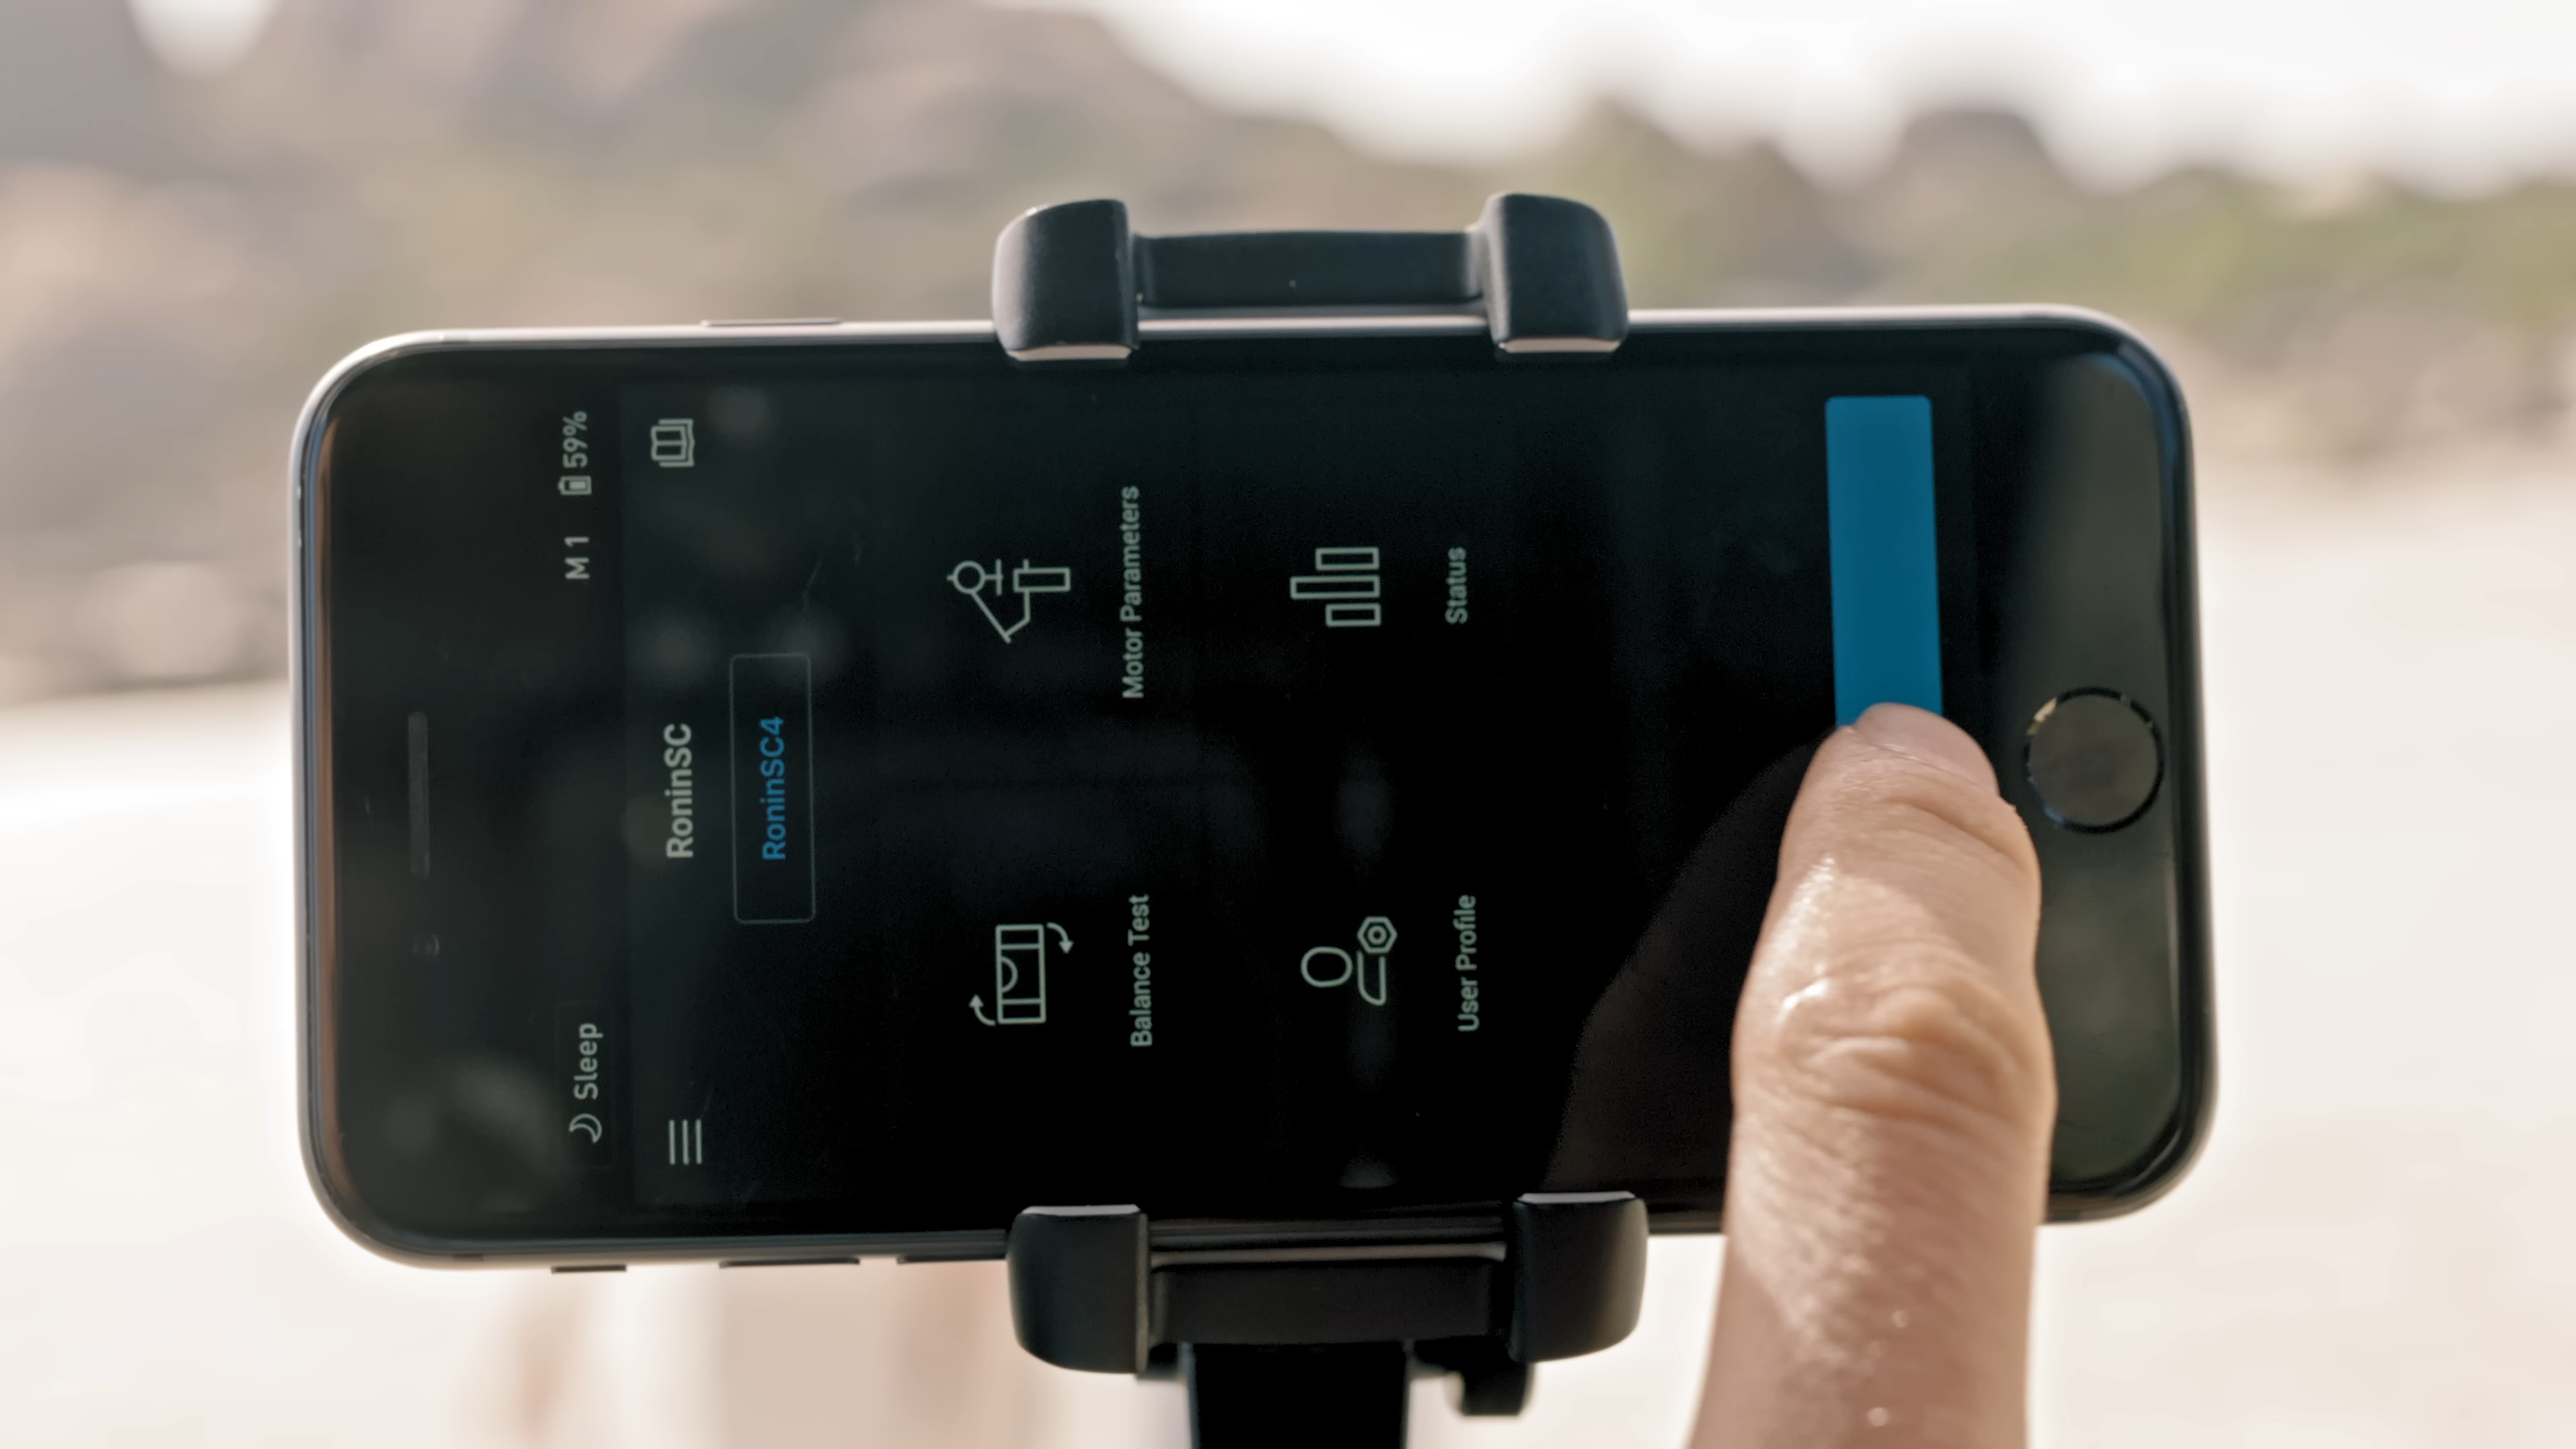 Sleep
M 1 59%
RoninSC
RoninSC4
Balance Test
Motor Parameters
User Profile
Status